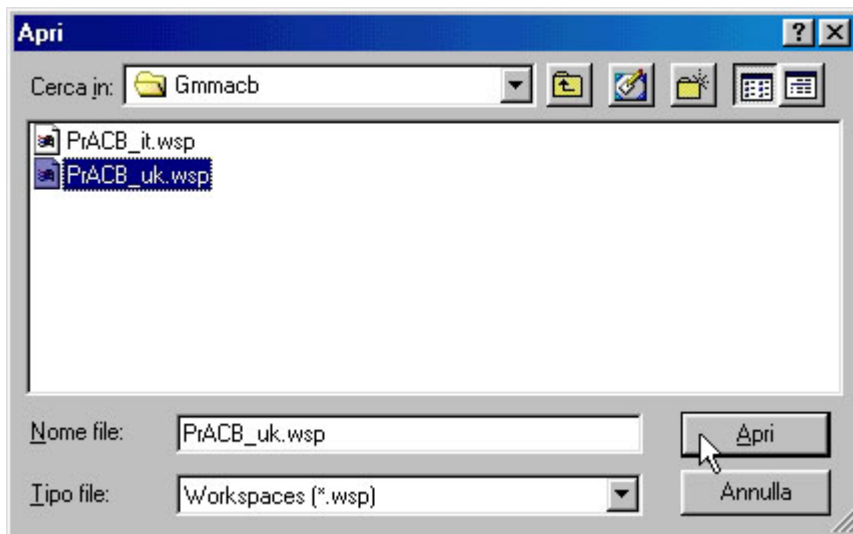 Apri
Cerca in: Gmmacb
PrACB_it.wsp
PrACB_uk.wsp
Nome file: PrACB_uk.wsp Apri
Tipo file: Workspaces (*.wsp) Annulla